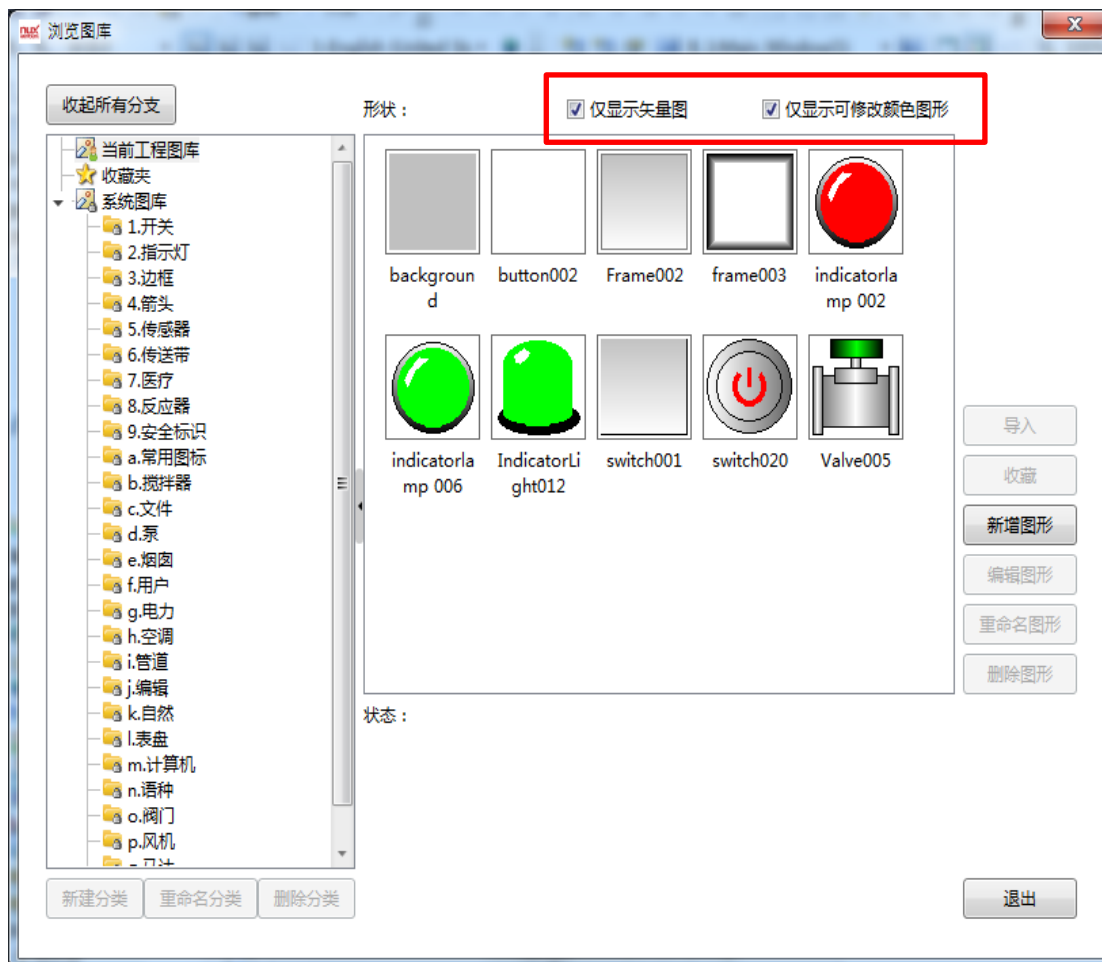 浏览图库
收起所有分支
形状：
仅显示矢量图
仅显示可修改颜色图形
当前工程图库
收藏夹
系统图库
1.开关
2.指示灯
3.边框
4.箭头
5.传感器
6.传送带
7.医疗
8.反应器
9.安全标识
a.常用图标
b.搅拌器
c.文件
d.泵
e.烟囱
f.用户
g.电力
h.空调
i.管道
j.编辑
k.自然
l.表盘
m.计算机
n.语种
o.阀门
p.风机
backgroun
d
button002
Frame002
frame003
indicatorla
mp 002
indicatorla
mp 006
IndicatorLi
ght012
switch001
switch020
Valve005
导入
收藏
新增图形
编辑图形
重命名图形
删除图形
状态：
新建分类
重命名分类
删除分类
退出